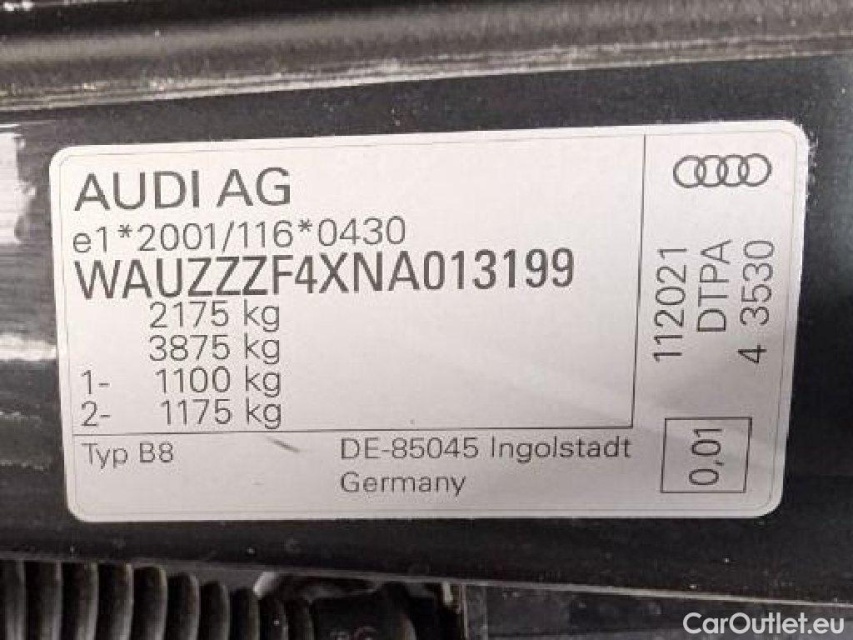 AUDI AG
e1*2001/116*0430
WAUZZZF4XNA013199
2175 kg
3875 kg
1- 1100 kg
2- 1175 kg
Typ B8
DE-85045 Ingolstadt
Germany
112021
DTPA
4 3530
0,01
CarOutlet.eu